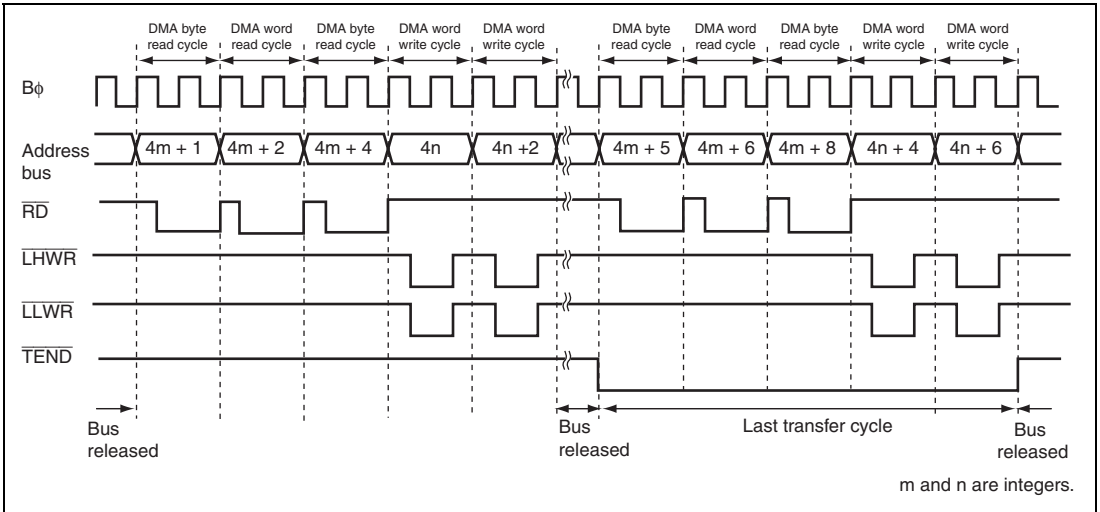 DMA byte read cycle DMA word read cycle DMA byte read cycle DMA word write cycle DMA word write cycle DMA byte read cycle DMA word read cycle DMA byte read cycle DMA word write cycle DMA word write cycle
Bϕ
Address bus 4m + 1 4m + 2 4m + 4 4n 4n +2 4m + 5 4m + 6 4m + 8 4n + 4 4n + 6
RD
LHWR
LLWR
TEND
Bus released Bus released Last transfer cycle Bus released
m and n are integers.